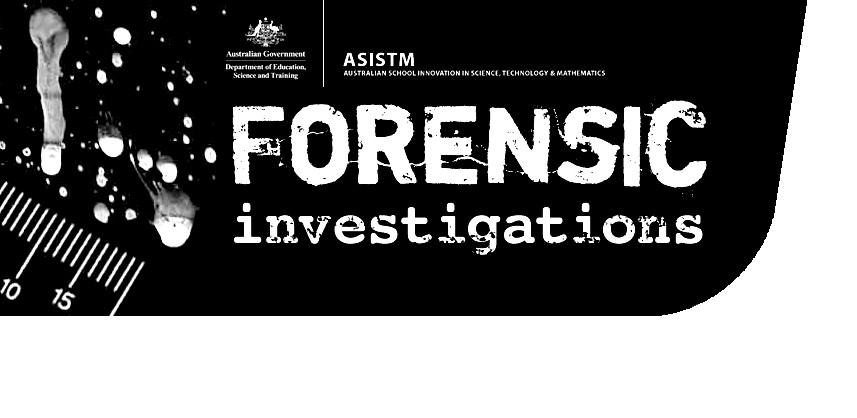 Australian Government
Department of Education,
Science and Training
ASISTM
AUSTRALIAN SCHOOL INNOVATION IN SCIENCE, TECHNOLOGY & MATHEMATICS
FORENSIC
investigations
10
15